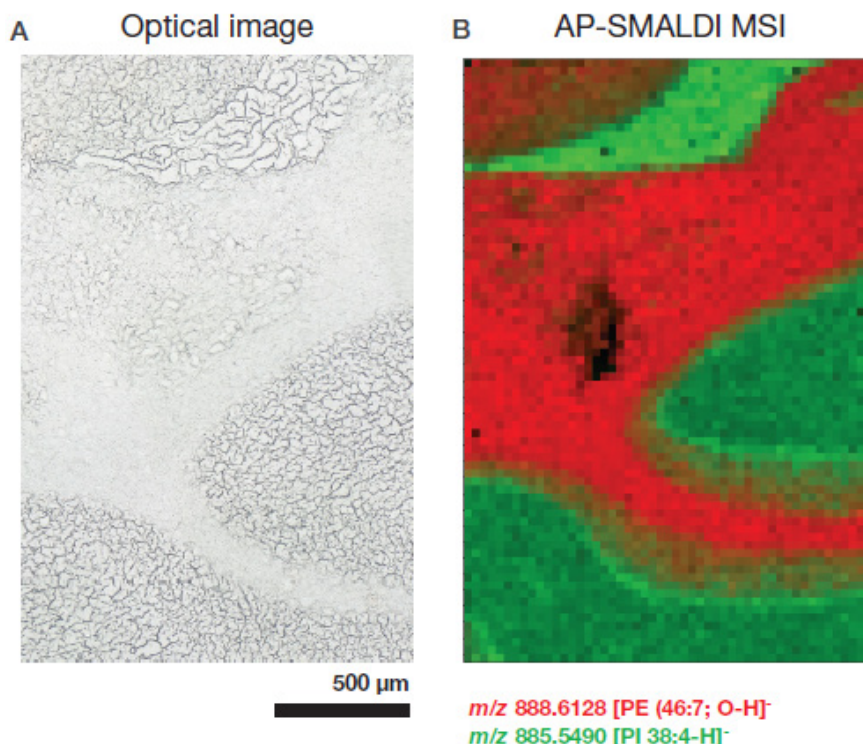 A Optical image
B AP-SMALDI MSI
500 µm
m/z 888.6128 [PE (46:7; O-H]-
m/z 885.5490 [PI 38:4-H]-